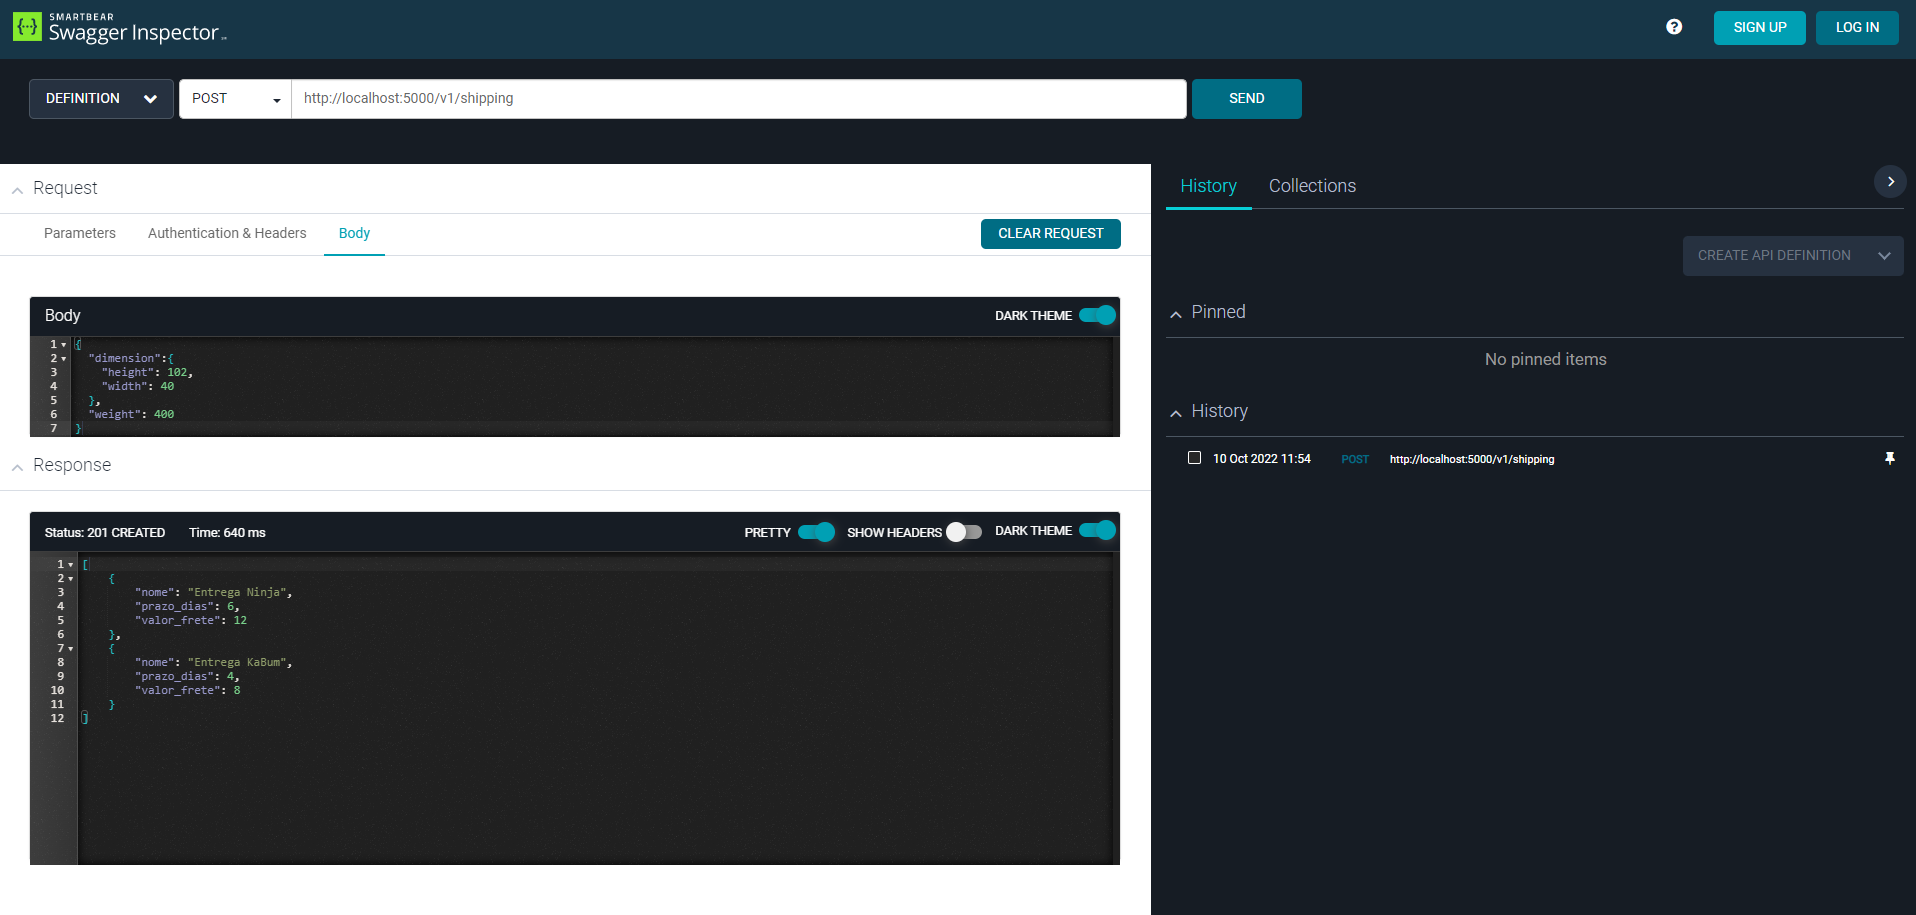 SMARTBEAR
Swagger Inspector
SIGN UP
LOG IN
DEFINITION
POST
http://localhost:5000/v1/shipping
SEND
Request
Parameters
Authentication & Headers
Body
CLEAR REQUEST
Body
DARK THEME
1 {
2 "dimension":{
3 "height": 102,
4 "width": 40
5 },
6 "weight": 400
7 }
Response
Status: 201 CREATED
Time: 640 ms
PRETTY
SHOW HEADERS
DARK THEME
1 [
2 {
3 "nome": "Entrega Ninja",
4 "prazo_dias": 6,
5 "valor_frete": 12
6 },
7 {
8 "nome": "Entrega KaBum",
9 "prazo_dias": 4,
10 "valor_frete": 8
11 }
12 ]
History
Collections
CREATE API DEFINITION
Pinned
No pinned items
History
10 Oct 2022 11:54 POST http://localhost:5000/v1/shipping